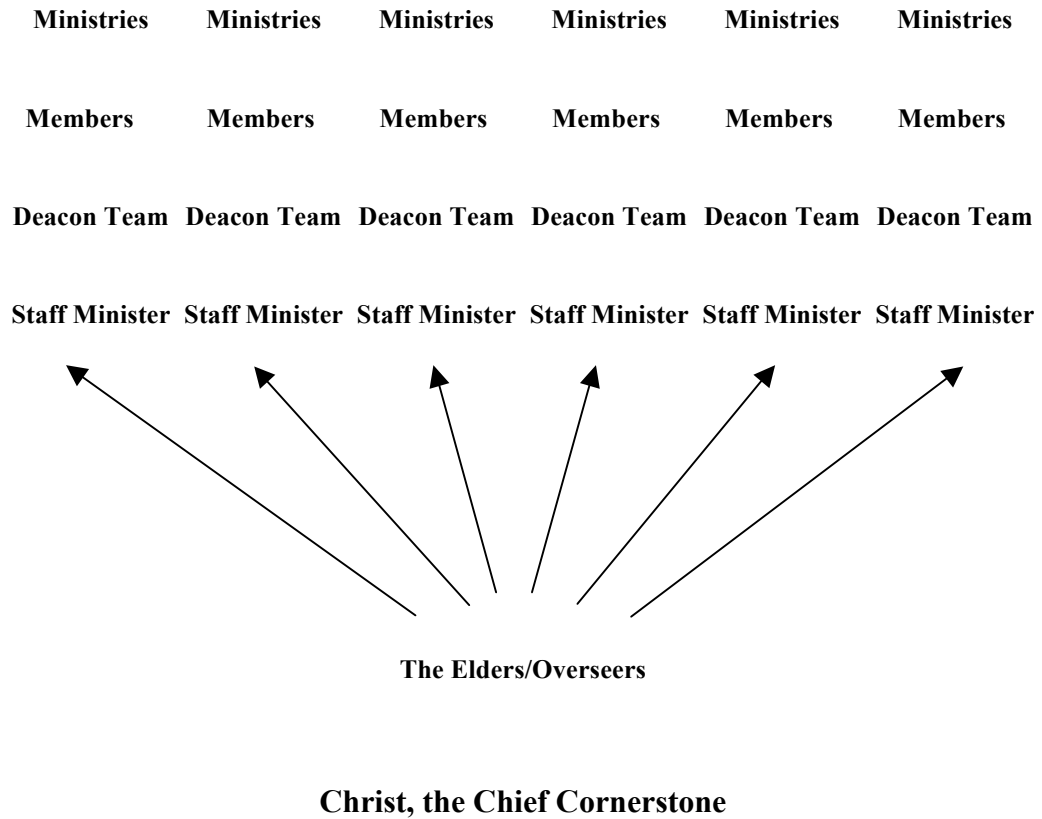 Ministries Ministries Ministries Ministries Ministries Ministries
Members Members Members Members Members Members
Deacon Team Deacon Team Deacon Team Deacon Team Deacon Team Deacon Team
Staff Minister Staff Minister Staff Minister Staff Minister Staff Minister Staff Minister
The Elders/Overseers
Christ, the Chief Cornerstone